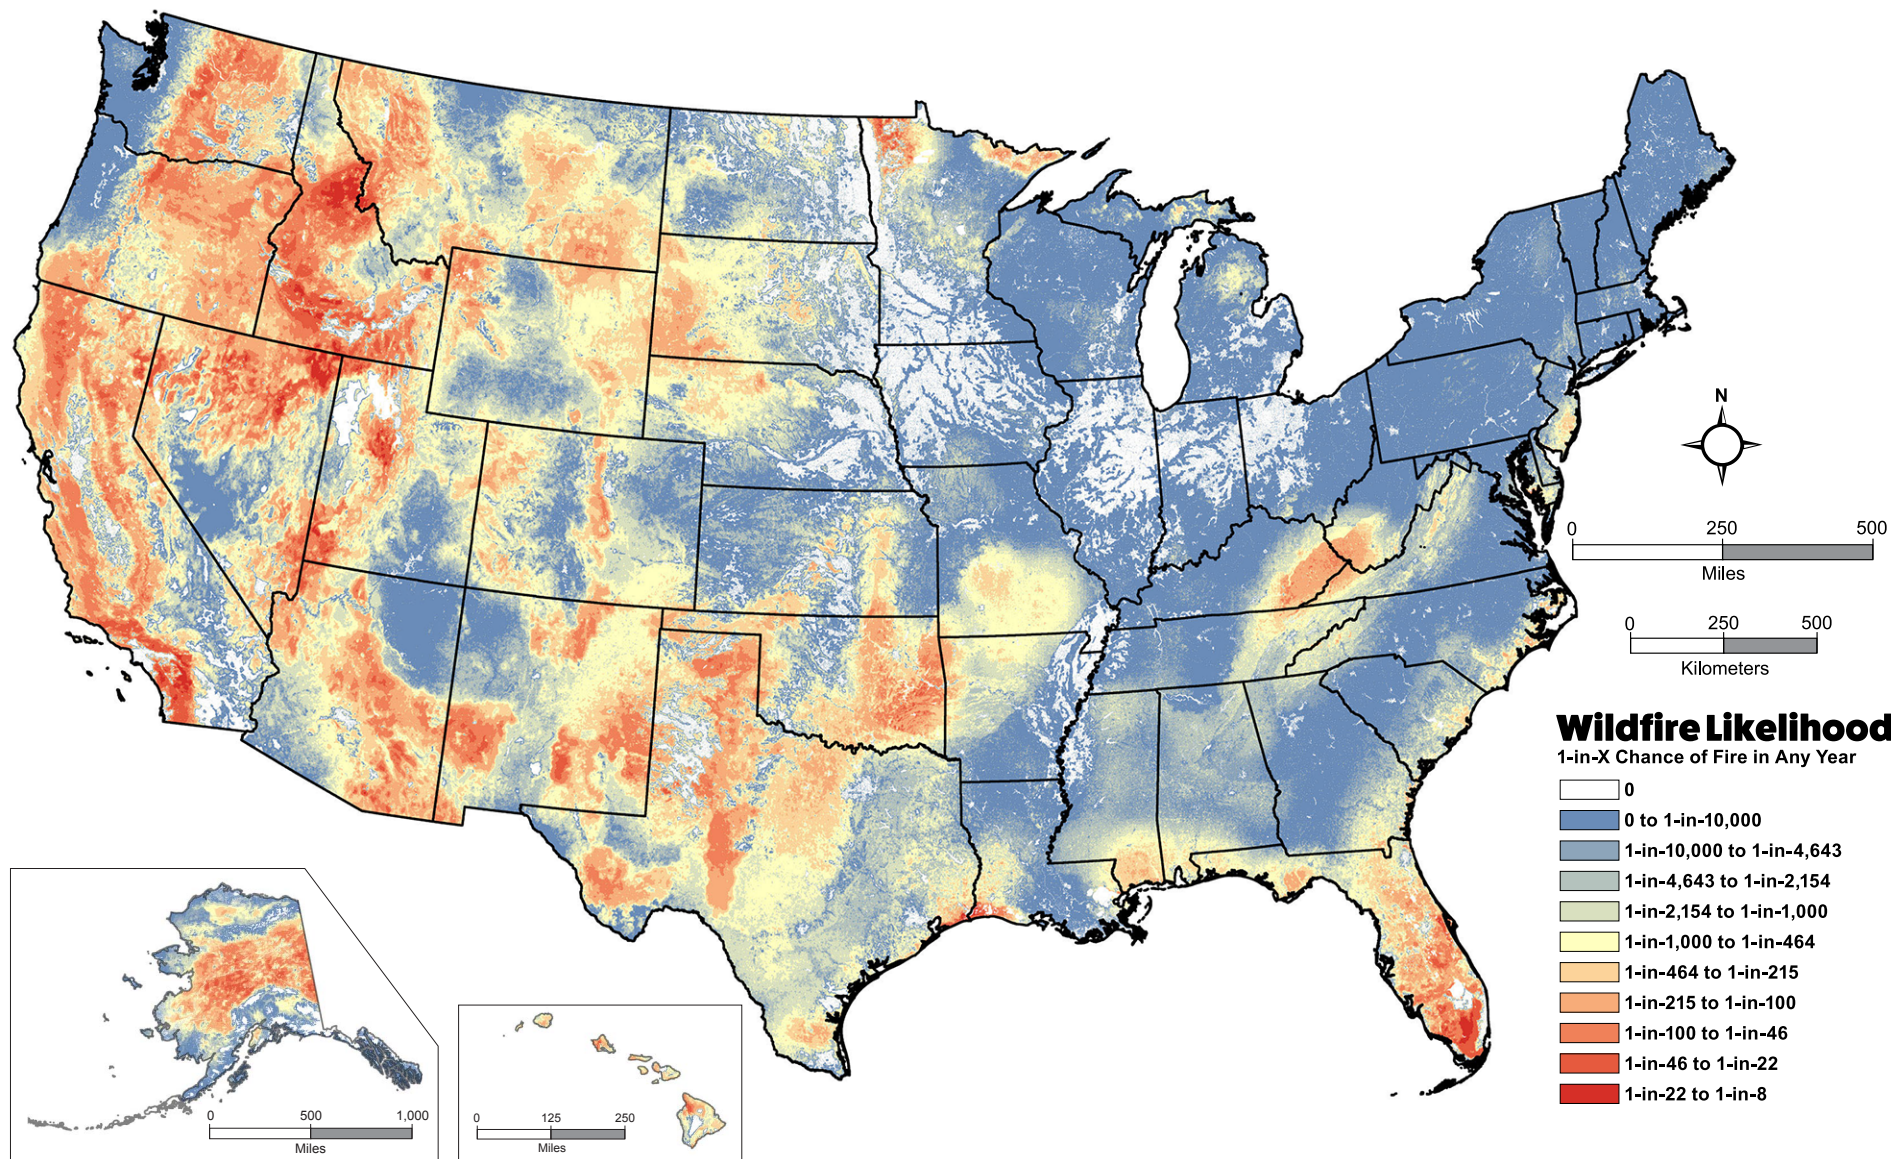 N
0 250 500
Miles
0 250 500
Kilometers
Wildfire Likelihood
1-in-X Chance of Fire in Any Year
0
0 to 1-in-10,000
1-in-10,000 to 1-in-4,643
1-in-4,643 to 1-in-2,154
1-in-2,154 to 1-in-1,000
1-in-1,000 to 1-in-464
1-in-464 to 1-in-215
1-in-215 to 1-in-100
1-in-100 to 1-in-46
1-in-46 to 1-in-22
1-in-22 to 1-in-8
0 500 1,000
Miles
0 125 250
Miles